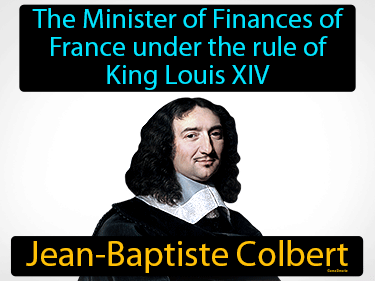 The Minister of Finances of
France under the rule of
King Louis XIV
Jean-Baptiste Colbert